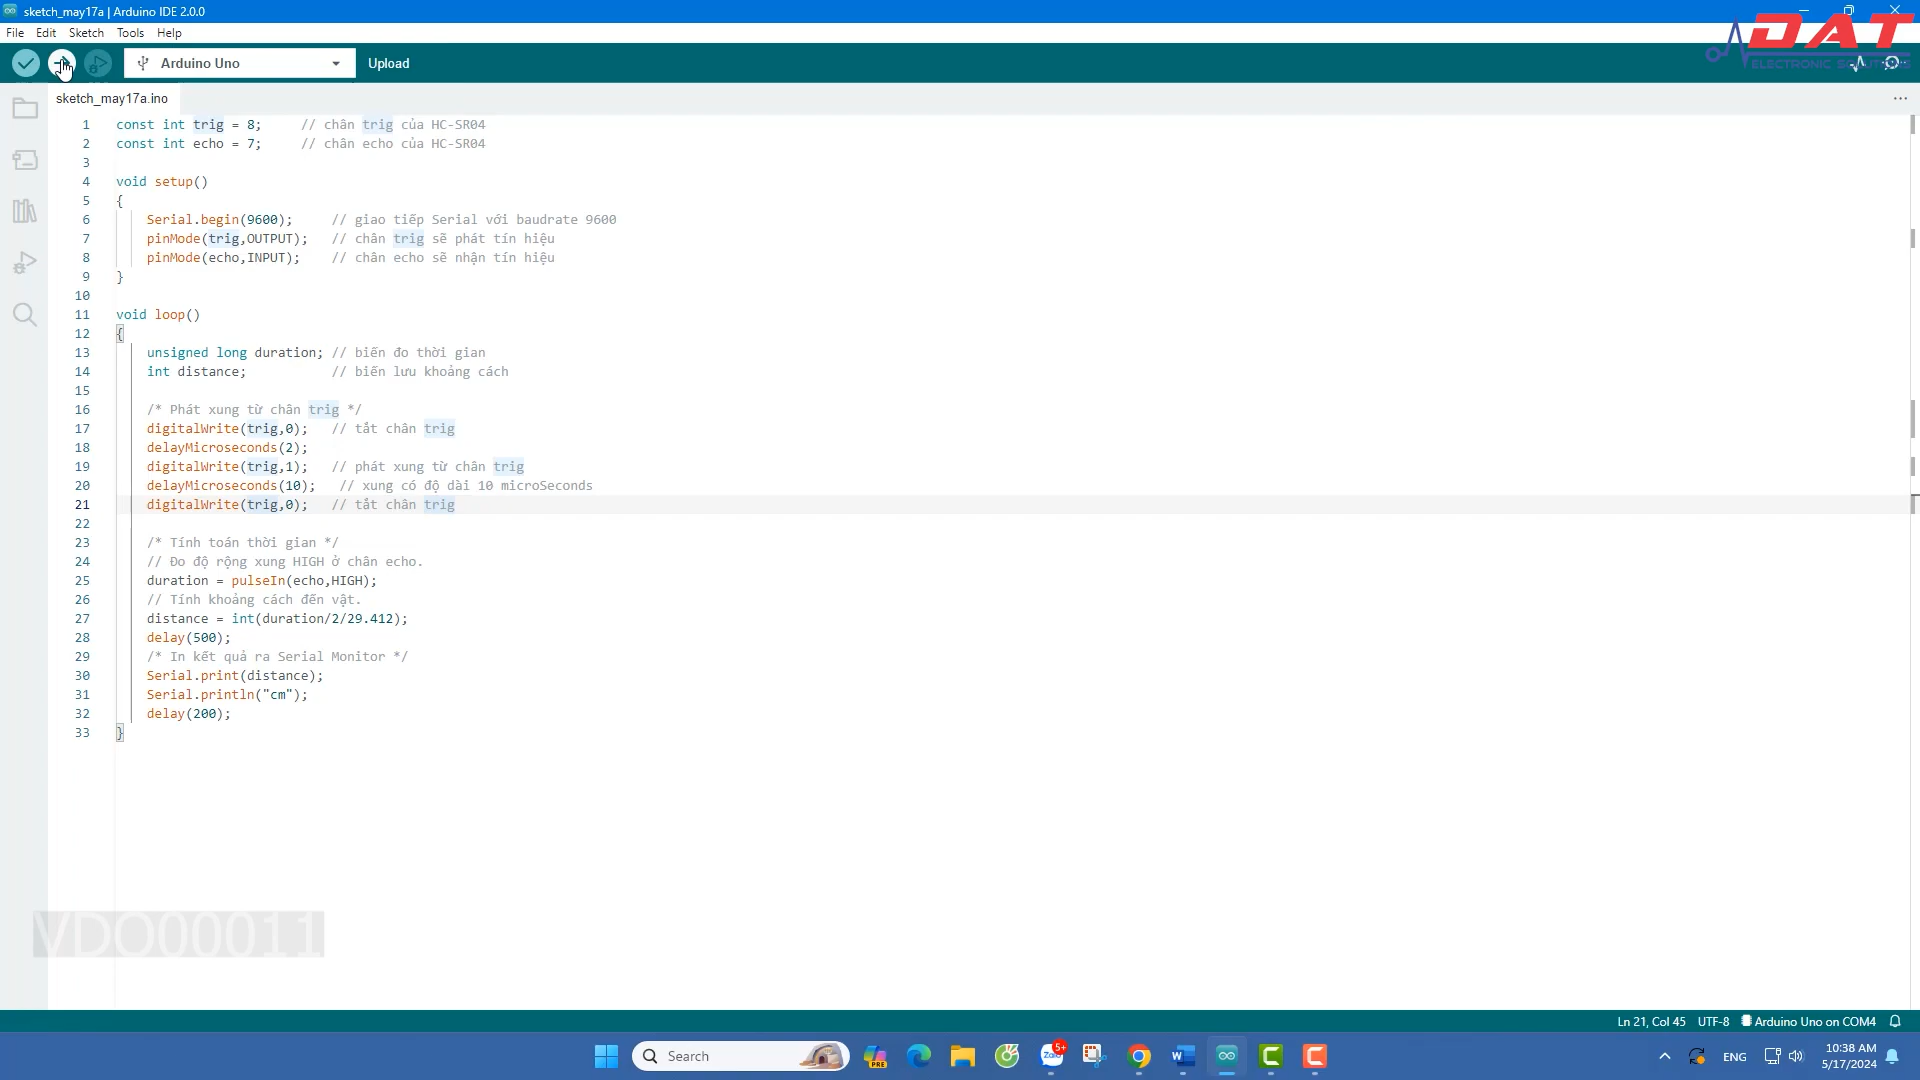 sketch_may17a | Arduino IDE 2.0.0
File Edit Sketch Tools Help
DAT
ELECTRONIC SOLUTIONS
Arduino Uno
Upload
sketch_may17a.ino
1 const int trig = 8; // chân trig của HC-SR04
2 const int echo = 7; // chân echo của HC-SR04
3
4 void setup()
5 {
6 Serial.begin(9600); // giao tiếp Serial với baudrate 9600
7 pinMode(trig,OUTPUT); // chân trig sẽ phát tín hiệu
8 pinMode(echo,INPUT); // chân echo sẽ nhận tín hiệu
9 }
10
11 void loop()
12 {
13 unsigned long duration; // biến đo thời gian
14 int distance; // biến lưu khoảng cách
15
16 /* Phát xung từ chân trig */
17 digitalWrite(trig,0); // tắt chân trig
18 delayMicroseconds(2);
19 digitalWrite(trig,1); // phát xung từ chân trig
20 delayMicroseconds(10); // xung có độ dài 10 microSeconds
21 digitalWrite(trig,0); // tắt chân trig
22
23 /* Tính toán thời gian */
24 // Đo độ rộng xung HIGH ở chân echo.
25 duration = pulseIn(echo,HIGH);
26 // Tính khoảng cách đến vật.
27 distance = int(duration/2/29.412);
28 delay(500);
29 /* In kết quả ra Serial Monitor */
30 Serial.print(distance);
31 Serial.println("cm");
32 delay(200);
33 }
VDO00011
Ln 21, Col 45 UTF-8 Arduino Uno on COM4
Search
PRE
Zalo
5+
ENG
10:38 AM
5/17/2024